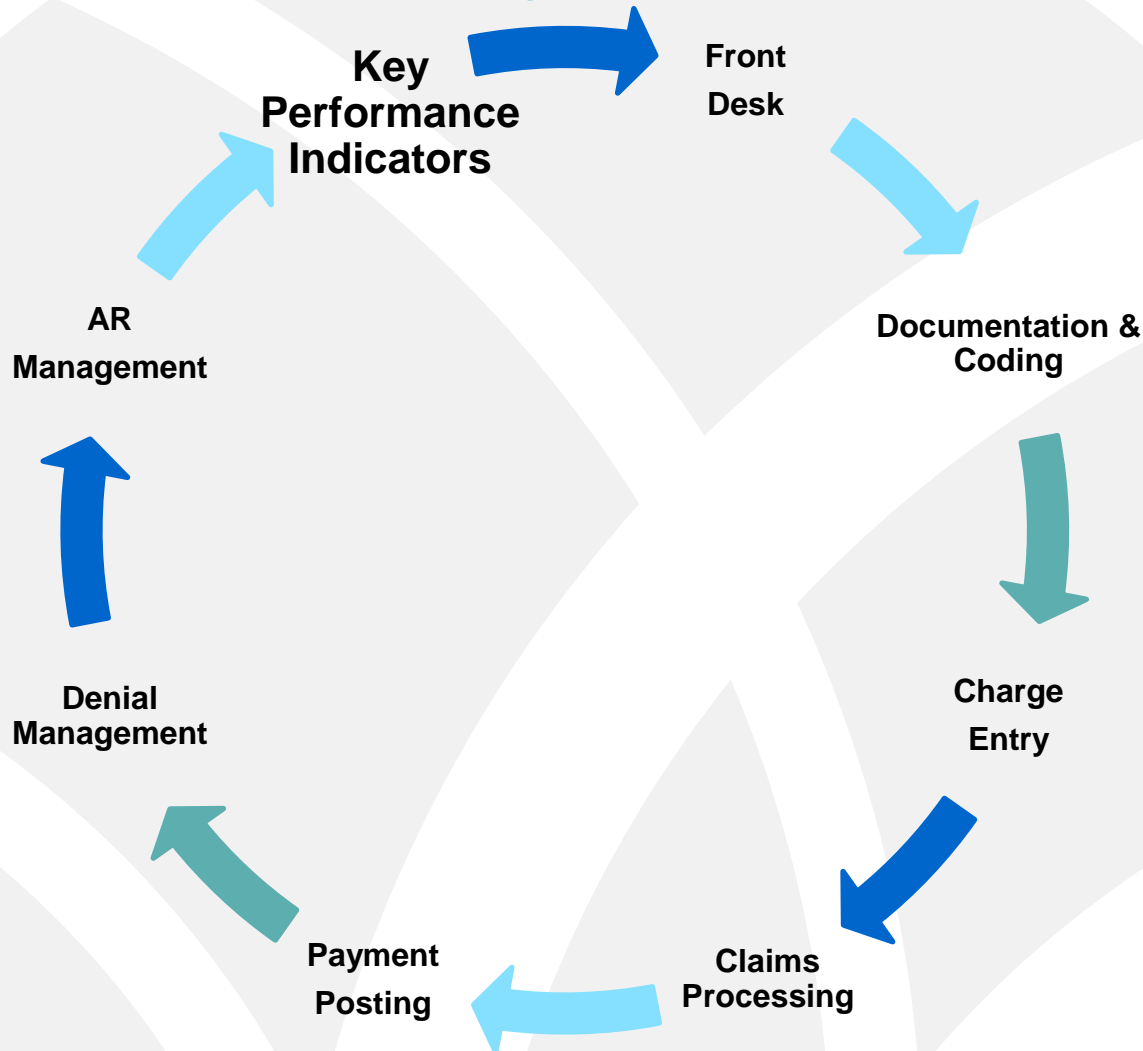 Key
Performance
Indicators
Front
Desk
Documentation &
Coding
Charge
Entry
Claims
Processing
Payment
Posting
Denial
Management
AR
Management